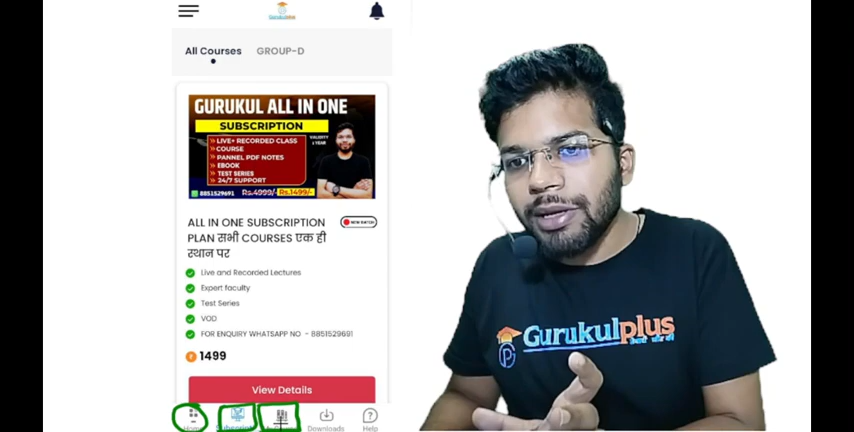 Gurukulplus
All Courses GROUP-D
GURUKUL ALL IN ONE
SUBSCRIPTION
LIVE+ RECORDED CLASS
COURSE
PANNEL PDF NOTES
EBOOK
TEST SERIES
24/7 SUPPORT
VALIDITY
1 YEAR
8851529691 Rs.4999/- Rs.1499/-
ALL IN ONE SUBSCRIPTION
PLAN सभी COURSES एक ही
स्थान पर
NEW BATCH
Live and Recorded Lectures
Expert faculty
Test Series
VOD
FOR ENQUIRY WHATSAPP NO - 8851529691
₹ 1499
View Details
Home Downloads Help
Gurukulplus